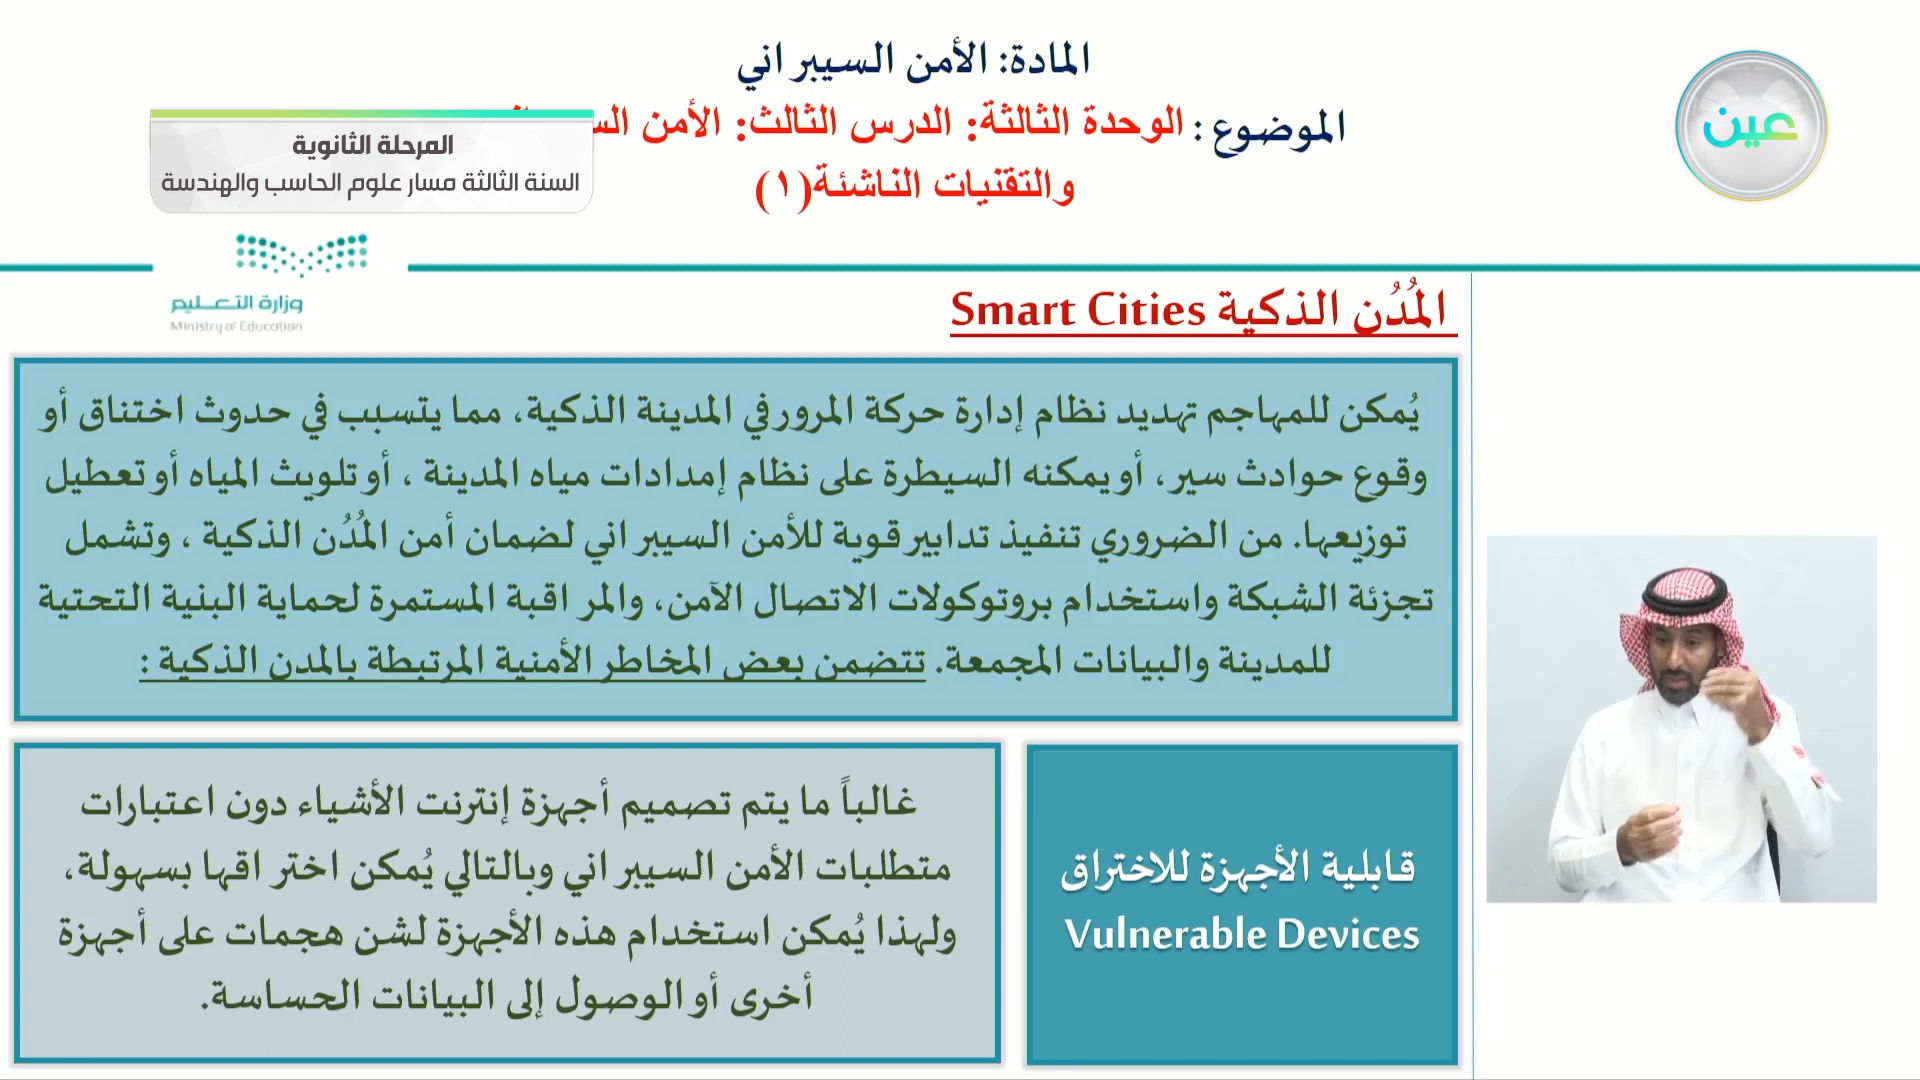 المادة: الأمن السيبراني
الموضوع : الوحدة الثالثة: الدرس الثالث: الأمن
والتقنيات الناشئة(١)
المرحلة الثانوية
السنة الثالثة مسار علوم الحاسب والهندسة
عين
وزارة التعليم
Ministry of Education
المُدُن الذكية Smart Cities
يُمكن للمهاجم تهديد نظام إدارة حركة المرور في المدينة الذكية، مما يتسبب في حدوث اختناق أو
وقوع حوادث سير، أو يمكنه السيطرة على نظام إمدادات مياه المدينة ، أو تلويث المياه أو تعطيل
توزيعها. من الضروري تنفيذ تدابير قوية للأمن السيبراني لضمان أمن المُدُن الذكية ، وتشمل
تجزئة الشبكة واستخدام بروتوكولات الاتصال الآمن، والمراقبة المستمرة لحماية البنية التحتية
للمدينة والبيانات المجمعة. تتضمن بعض المخاطر الأمنية المرتبطة بالمدن الذكية :
قابلية الأجهزة للاختراق
Vulnerable Devices
غالباً ما يتم تصميم أجهزة إنترنت الأشياء دون اعتبارات
متطلبات الأمن السيبراني وبالتالي يُمكن اختراقها بسهولة،
ولهذا يُمكن استخدام هذه الأجهزة لشن هجمات على أجهزة
أخرى أو الوصول إلى البيانات الحساسة.